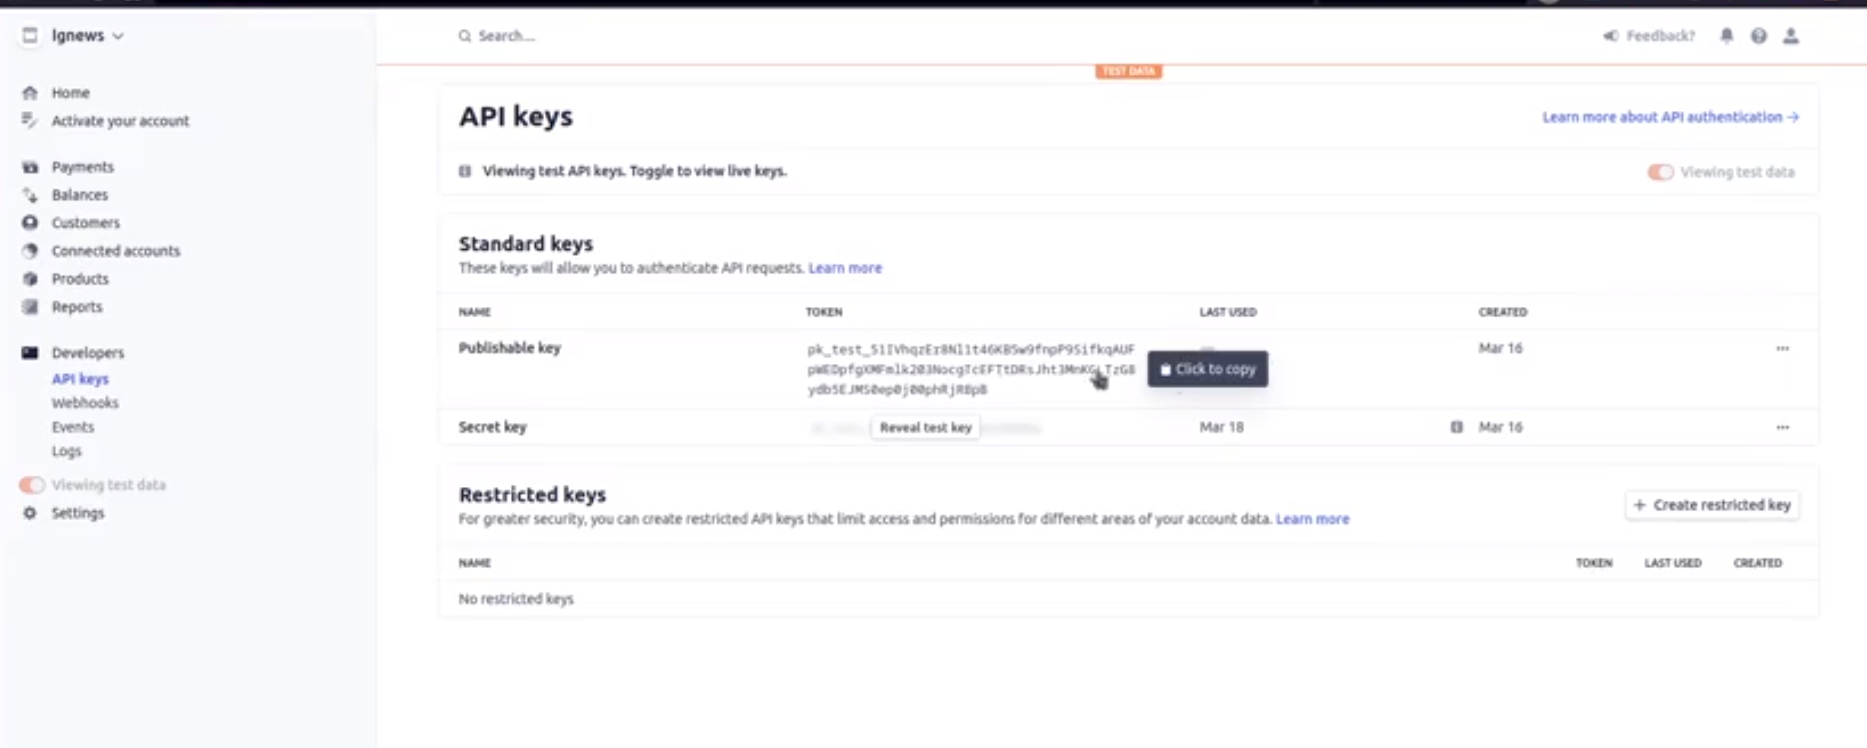 Ignews
Search...
Feedback?
TEST DATA
Home
Activate your account
Payments
Balances
Customers
Connected accounts
Products
Reports
Developers
API keys
Webhooks
Events
Logs
Viewing test data
Settings
API keys
Learn more about API authentication →
Viewing test API keys. Toggle to view live keys.
Viewing test data
Standard keys
These keys will allow you to authenticate API requests. Learn more
NAME TOKEN LAST USED CREATED
Publishable key Mar 16
Click to copy
Secret key Reveal test key Mar 18 Mar 16
Restricted keys
+ Create restricted key
For greater security, you can create restricted API keys that limit access and permissions for different areas of your account data. Learn more
NAME TOKEN LAST USED CREATED
No restricted keys